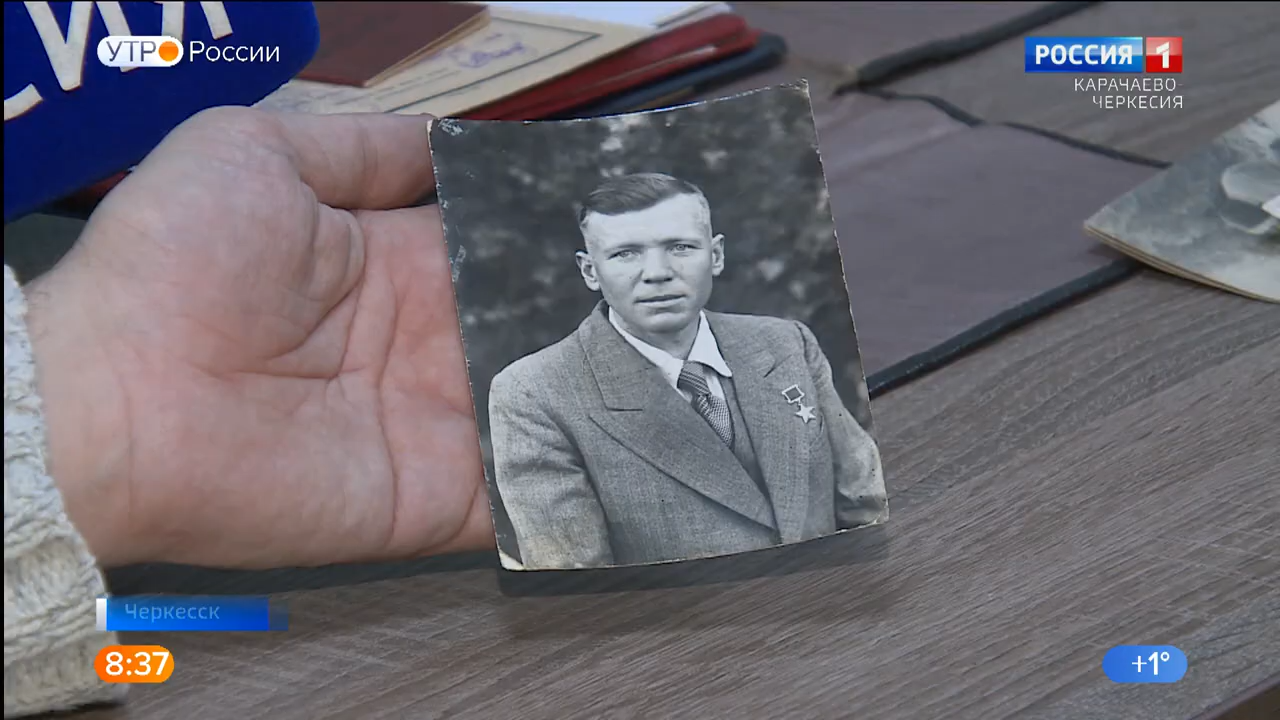 УТРО России
РОССИЯ 1
КАРАЧАЕВО-
ЧЕРКЕСИЯ
Черкесск
8:37
+1°